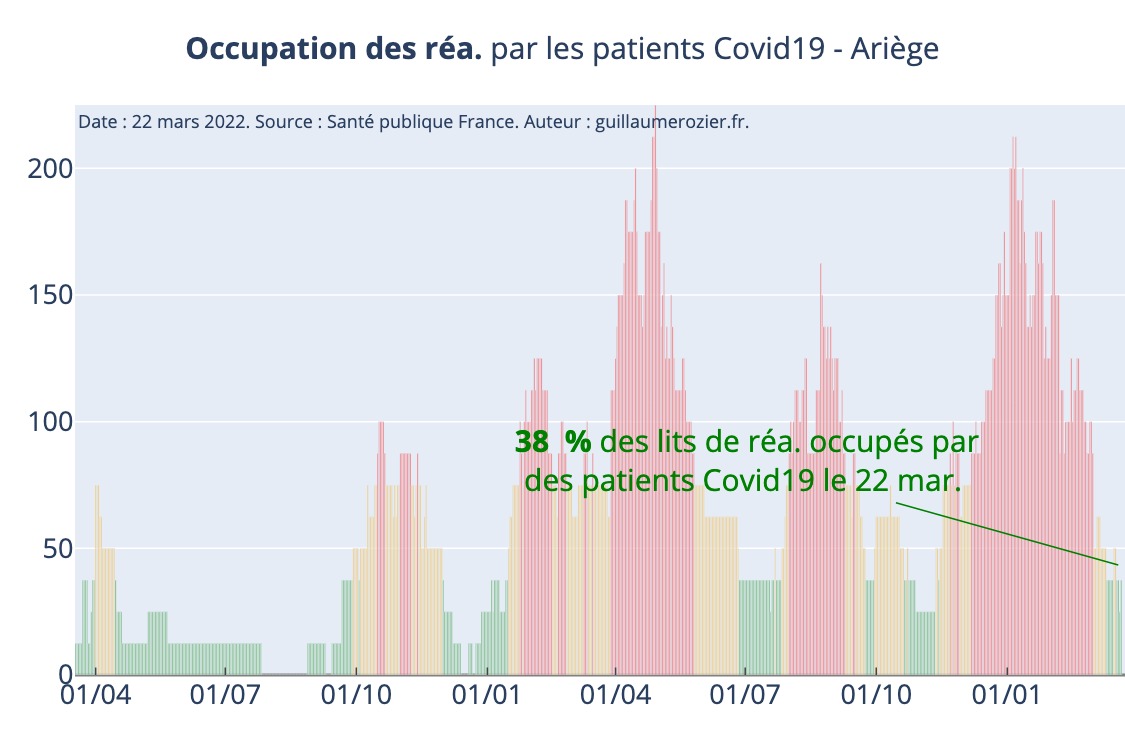 Occupation des réa. par les patients Covid19 - Ariège
Date : 22 mars 2022. Source : Santé publique France. Auteur : guillaumerozier.fr.
200
150
100
38 % des lits de réa. occupés par
des patients Covid19 le 22 mar.
50
0
01/04 01/07 01/10 01/01 01/04 01/07 01/10 01/01